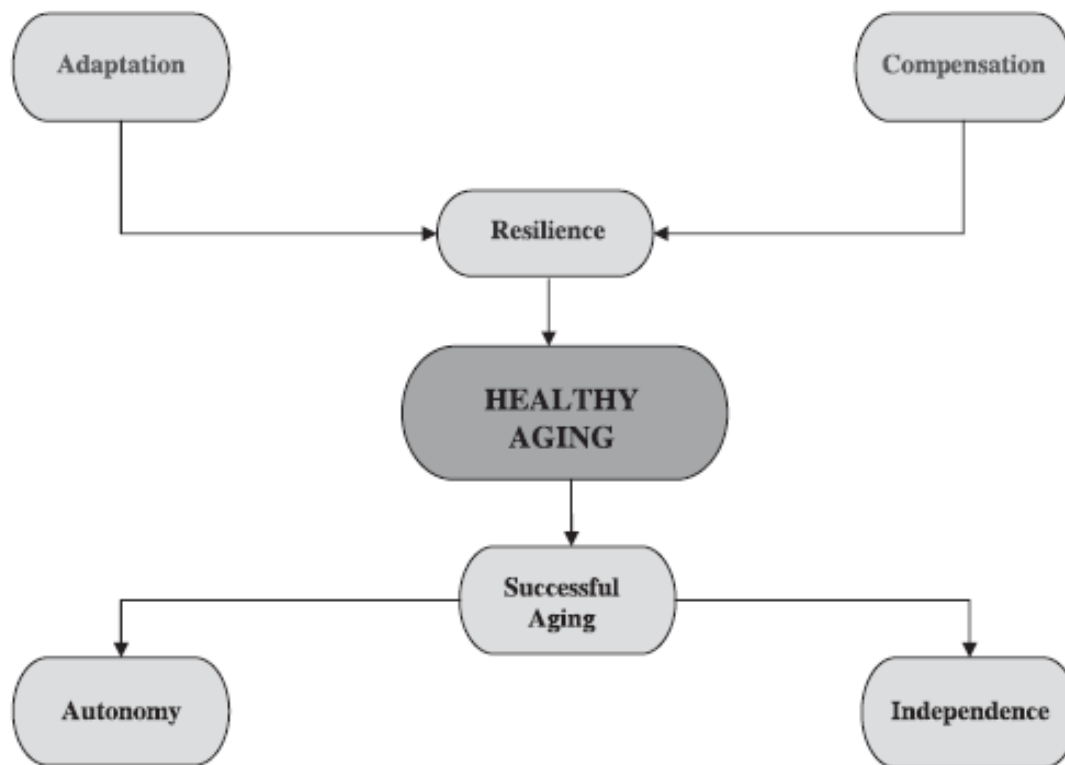 Adaptation
Compensation
Resilience
HEALTHY
AGING
Successful
Aging
Autonomy
Independence